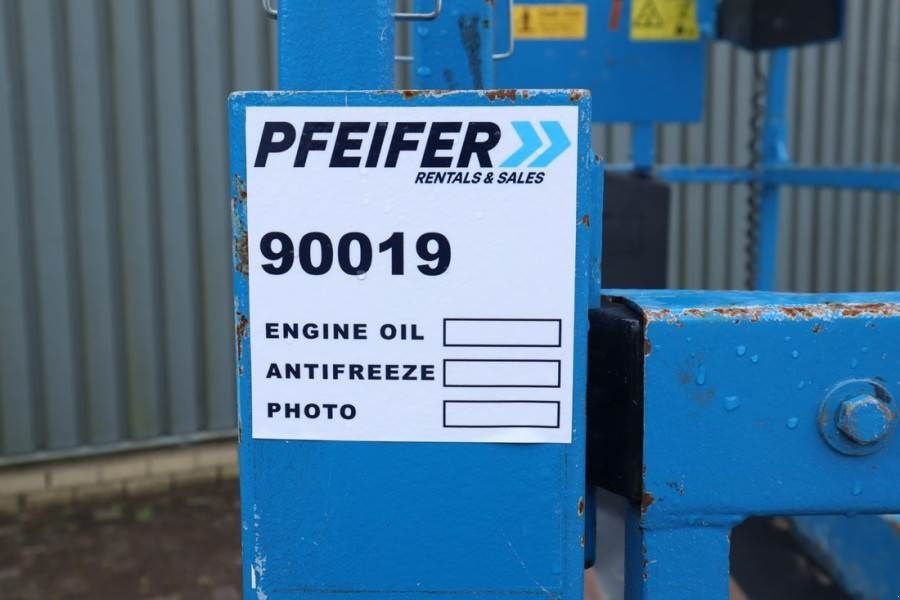 PFEIFER
RENTALS & SALES
90019
ENGINE OIL
ANTIFREEZE
PHOTO